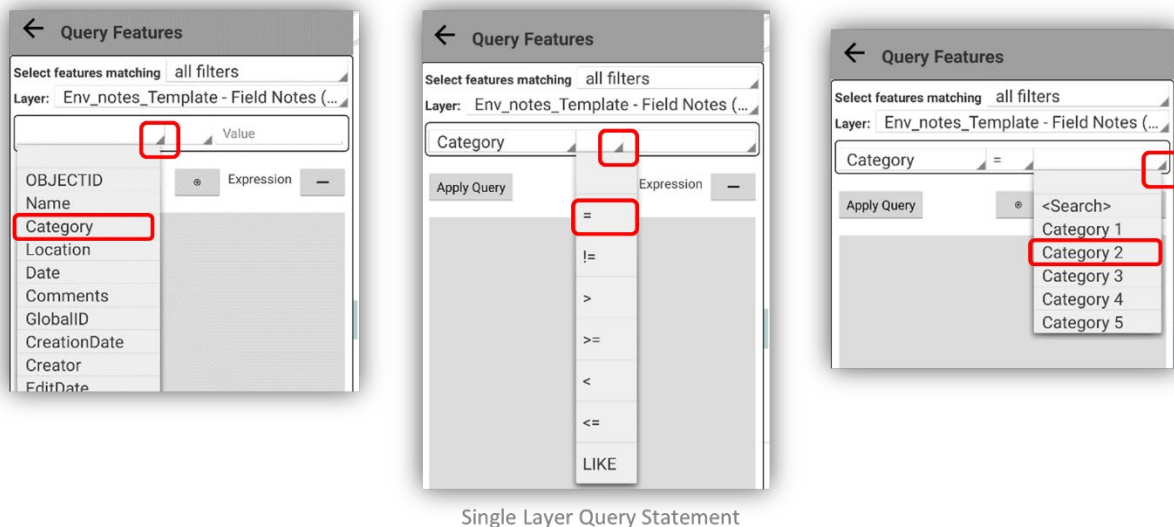 Query Features
Select features matching all filters
Layer: Env_notes_Template - Field Notes (...
Value
OBJECTID
Name
Category
Location
Date
Comments
GlobalID
CreationDate
Creator
EditDate
Expression
Query Features
Select features matching all filters
Layer: Env_notes_Template - Field Notes (...
Category
Apply Query
Expression
=
!=
>
>=
<
<=
LIKE
Query Features
Select features matching all filters
Layer: Env_notes_Template - Field Notes (...
Category =
Apply Query
<Search>
Category 1
Category 2
Category 3
Category 4
Category 5
Single Layer Query Statement